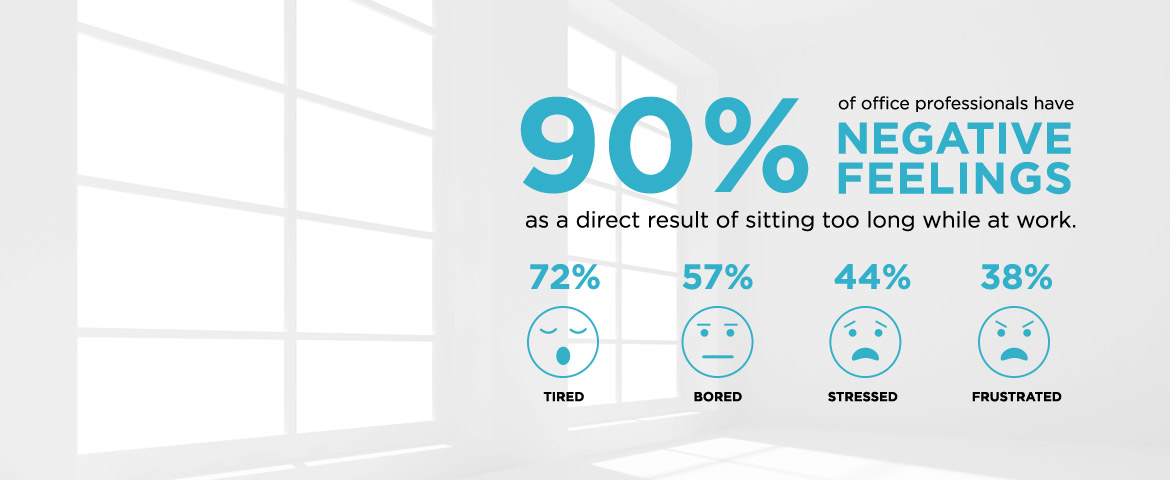 90%
of office professionals have
NEGATIVE
FEELINGS
as a direct result of sitting too long while at work.
72%
57%
44%
38%
TIRED
BORED
STRESSED
FRUSTRATED